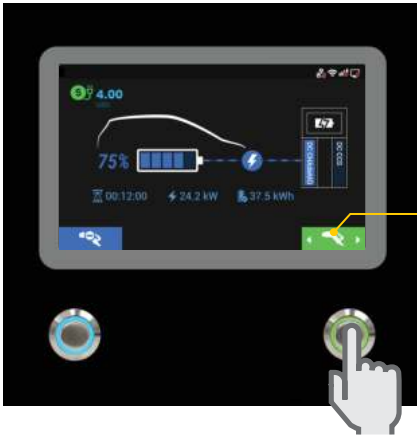 4.00
75%
DC CHAdeMO
DC CCS
00:12:00
24.2 kW
37.5 kWh